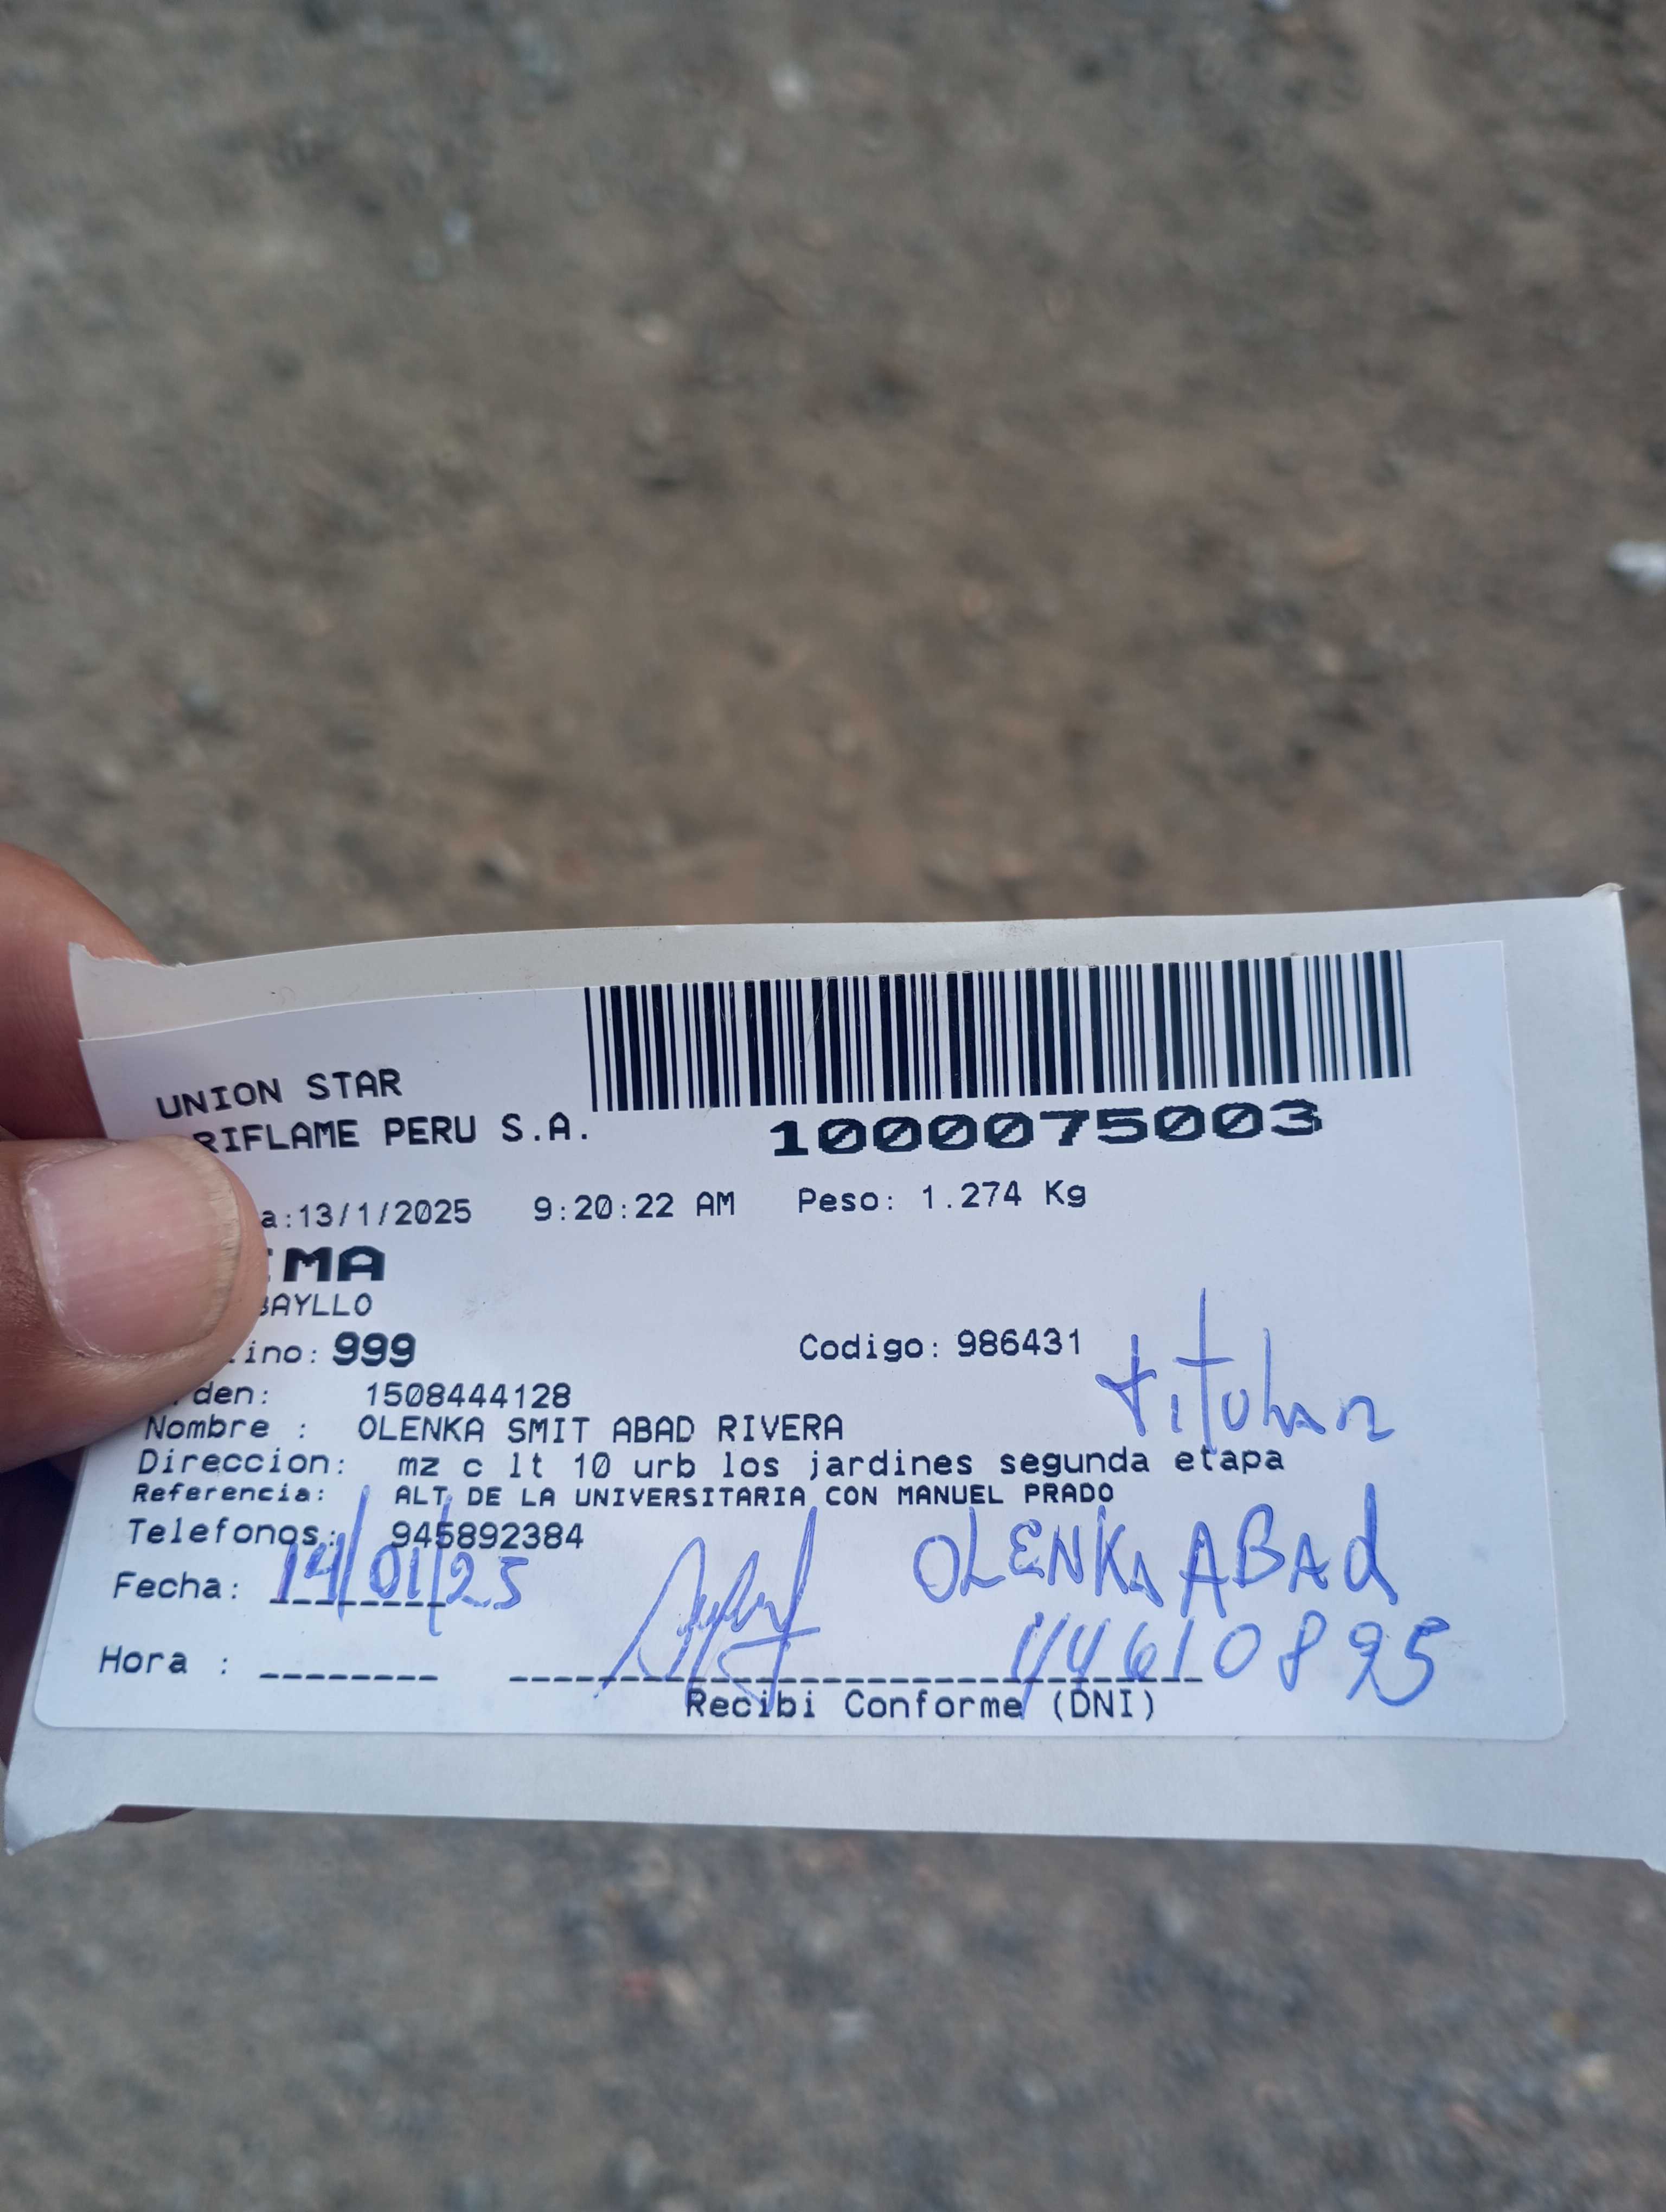 UNION STAR
RIFLAME PERU S.A.
1000075003
a:13/1/2025 9:20:22 AM Peso: 1.274 Kg
MA
BAYLLO
ino: 999 Codigo: 986431
titular
den: 1508444128
Nombre : OLENKA SMIT ABAD RIVERA
Direccion: mz c lt 10 urb los jardines segunda etapa
Referencia: ALT. DE LA UNIVERSITARIA CON MANUEL PRADO
Telefonos: 945892384
OLENKA ABAd
Fecha: 14/01/25
44610895
Hora :
Recibi Conforme (DNI)